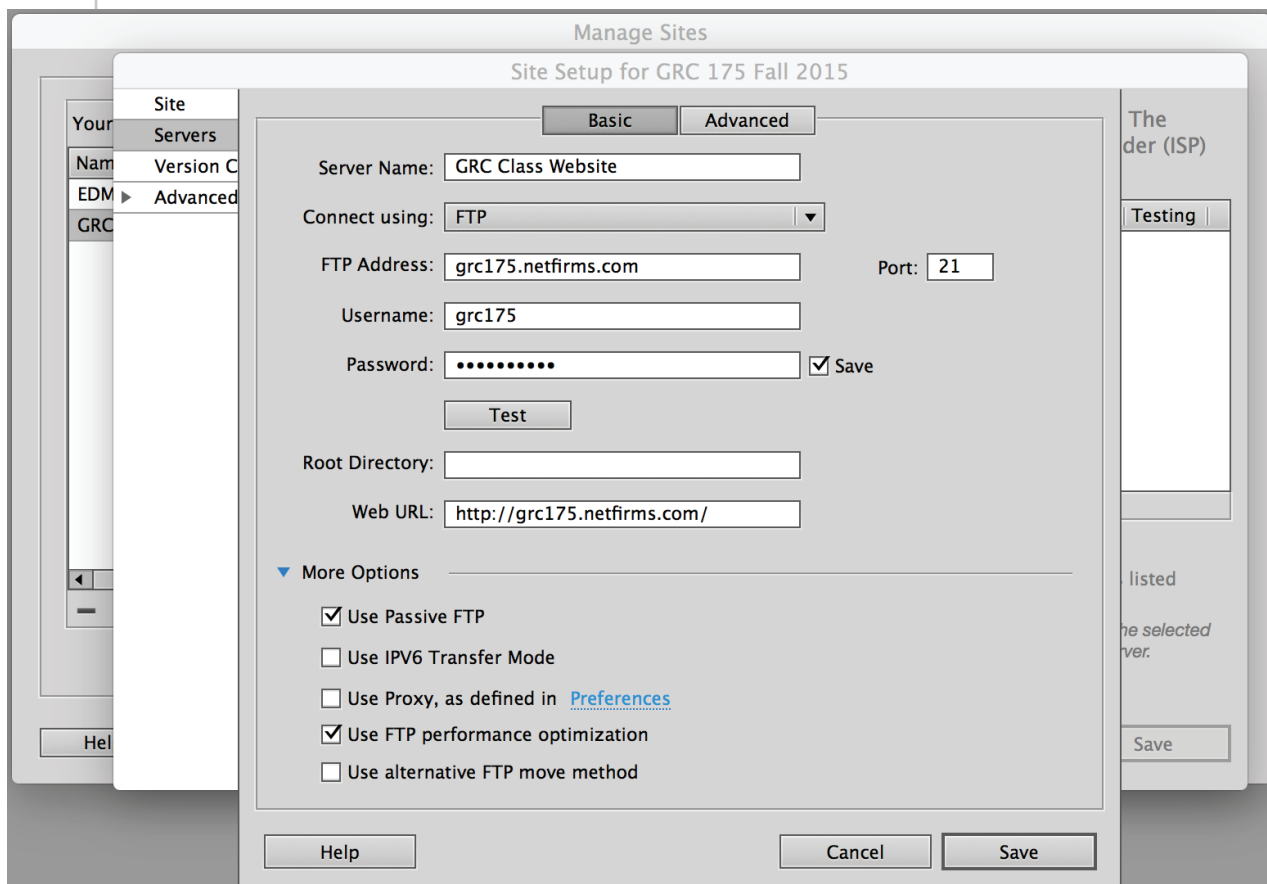 Manage Sites
Site Setup for GRC 175 Fall 2015
Site
Servers
Version C
Advanced
Your
Nam
EDM
GRC
Hel
Basic
Advanced
Server Name: GRC Class Website
Connect using: FTP
FTP Address: grc175.netfirms.com
Port: 21
Username: grc175
Password: ••••••••••
Save
Test
Root Directory:
Web URL: http://grc175.netfirms.com/
More Options
Use Passive FTP
Use IPV6 Transfer Mode
Use Proxy, as defined in Preferences
Use FTP performance optimization
Use alternative FTP move method
Help
Cancel
Save
The
der (ISP)
Testing
listed
he selected
rver.
Save